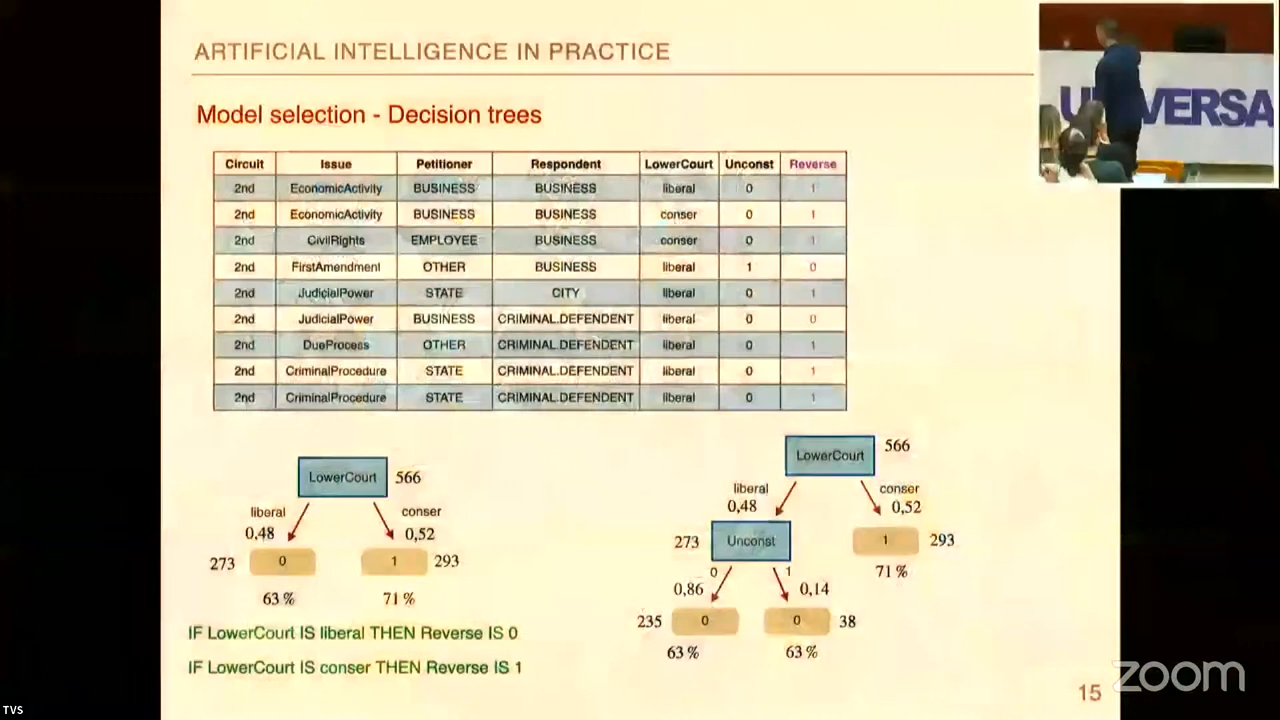 ARTIFICIAL INTELLIGENCE IN PRACTICE
Model selection - Decision trees
Circuit Issue Petitioner Respondent LowerCourt Unconst Reverse
2nd EconomicActivity BUSINESS BUSINESS liberal 0 1
2nd EconomicActivity BUSINESS BUSINESS conser 0 1
2nd CivilRights EMPLOYEE BUSINESS conser 0 1
2nd FirstAmendment OTHER BUSINESS liberal 1 0
2nd JudicialPower STATE CITY liberal 0 1
2nd JudicialPower BUSINESS CRIMINAL.DEFENDENT liberal 0 0
2nd DueProcess OTHER CRIMINAL.DEFENDENT liberal 0 1
2nd CriminalProcedure STATE CRIMINAL.DEFENDENT liberal 0 1
2nd CriminalProcedure STATE CRIMINAL.DEFENDENT liberal 0 1
LowerCourt 566
liberal conser
0,48 0,52
273 0 1 293
63 % 71 %
IF LowerCourt IS liberal THEN Reverse IS 0
IF LowerCourt IS conser THEN Reverse IS 1
LowerCourt 566
liberal conser
0,48 0,52
273 Unconst 1 293
71 %
0 1
0,86 0,14
235 0 0 38
63 % 63 %
15
zoom
TVS